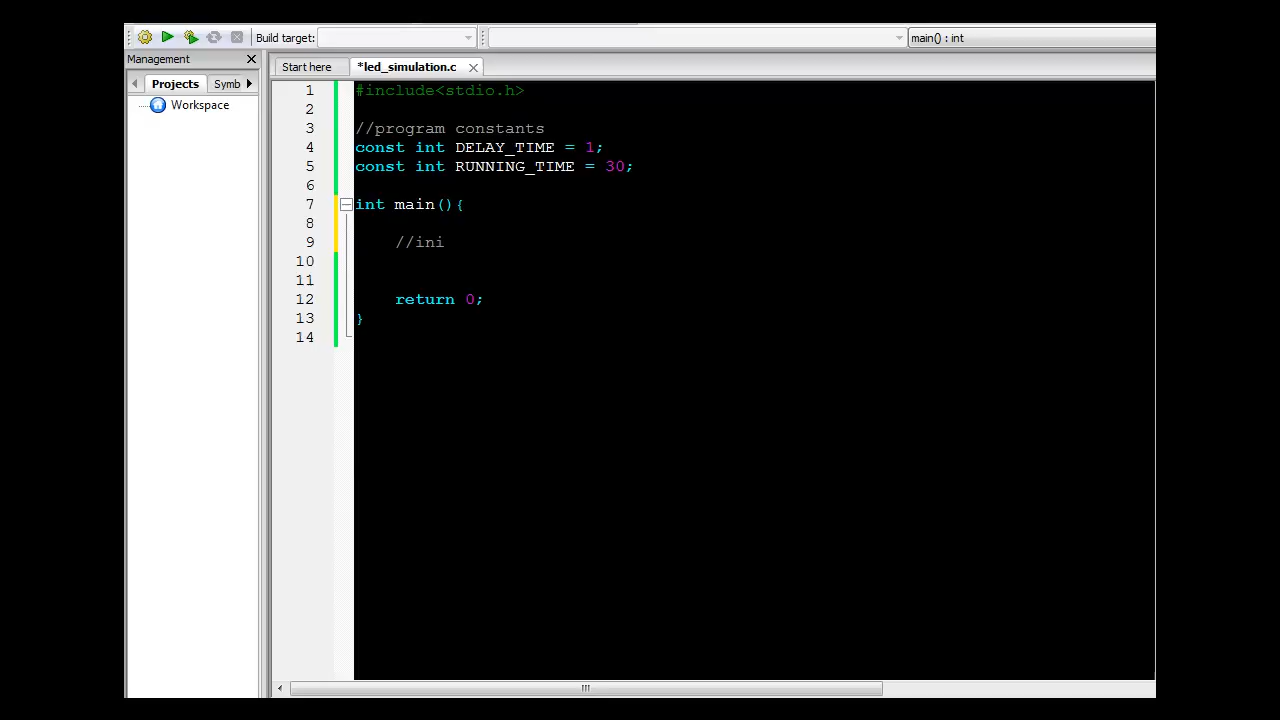 Build target:
main() : int
Management
Start here
*led_simulation.c
Projects
Symb
Workspace
1 #include<stdio.h>
2
3 //program constants
4 const int DELAY_TIME = 1;
5 const int RUNNING_TIME = 30;
6
7 int main(){
8
9 //ini
10
11
12 return 0;
13 }
14